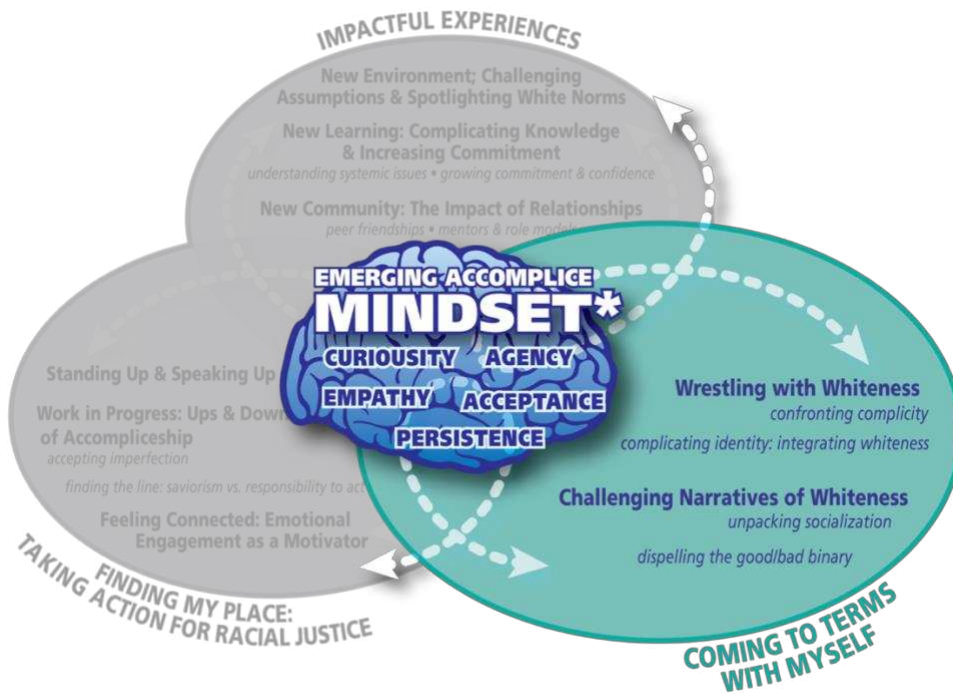 IMPACTFUL EXPERIENCES
New Environment; Challenging
Assumptions & Spotlighting White Norms
New Learning: Complicating Knowledge
& Increasing Commitment
understanding systemic issues • growing commitment & confidence
New Community: The Impact of Relationships
peer friendships • mentors & role models
EMERGING ACCOMPLICE
MINDSET*
CURIOUSITY AGENCY
EMPATHY ACCEPTANCE
PERSISTENCE
Standing Up & Speaking Up
Work in Progress: Ups & Down
of Accompliceship
accepting imperfection
finding the line: saviorism vs. responsibility to act
Feeling Connected: Emotional
Engagement as a Motivator
FINDING MY PLACE:
TAKING ACTION FOR RACIAL JUSTICE
Wrestling with Whiteness
confronting complicity
complicating identity: integrating whiteness
Challenging Narratives of Whiteness
unpacking socialization
dispelling the good/bad binary
COMING TO TERMS
WITH MYSELF